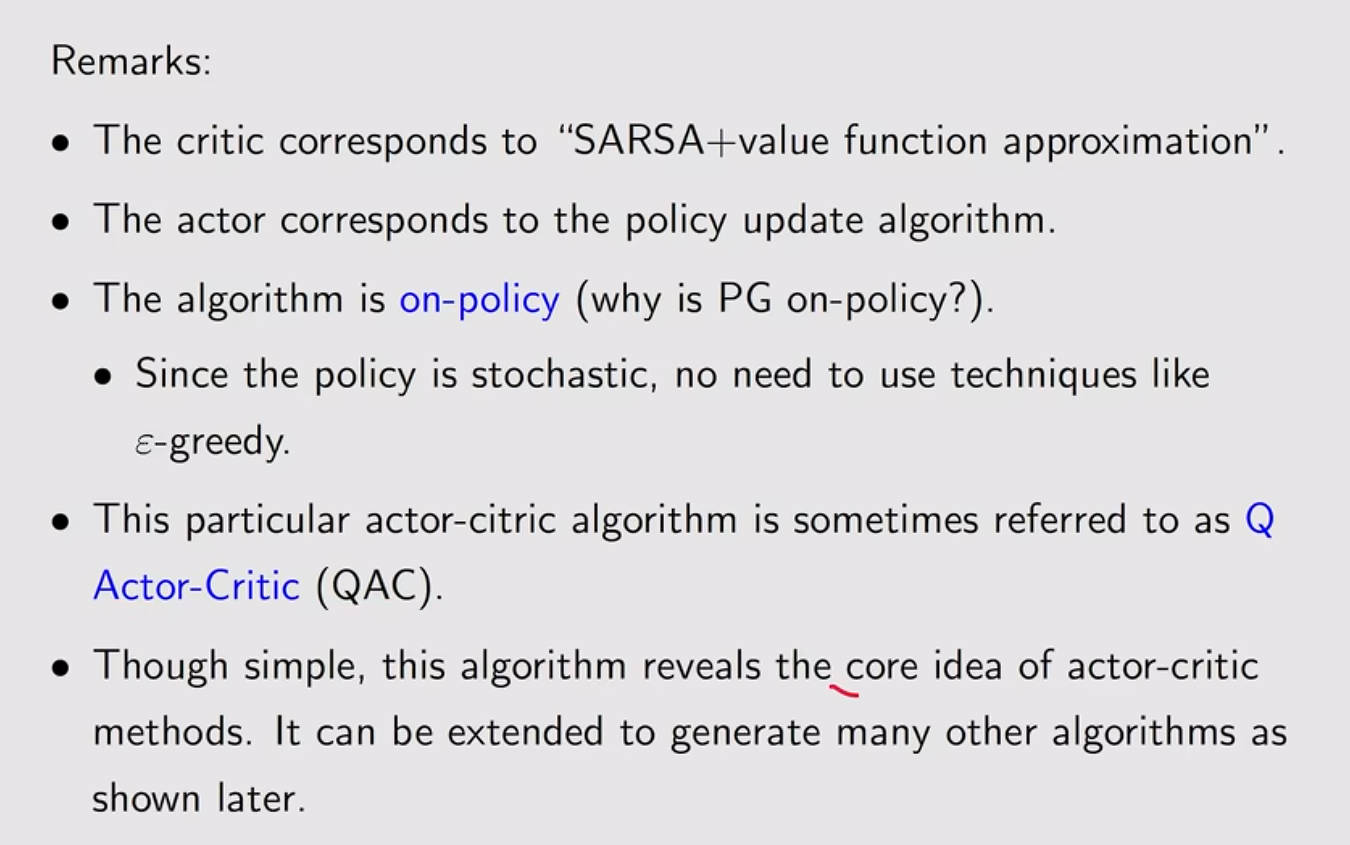 Remarks:
• The critic corresponds to “SARSA+value function approximation”.
• The actor corresponds to the policy update algorithm.
• The algorithm is on-policy (why is PG on-policy?).
• Since the policy is stochastic, no need to use techniques like
ε-greedy.
• This particular actor-citric algorithm is sometimes referred to as Q
Actor-Critic (QAC).
• Though simple, this algorithm reveals the core idea of actor-critic
methods. It can be extended to generate many other algorithms as
shown later.